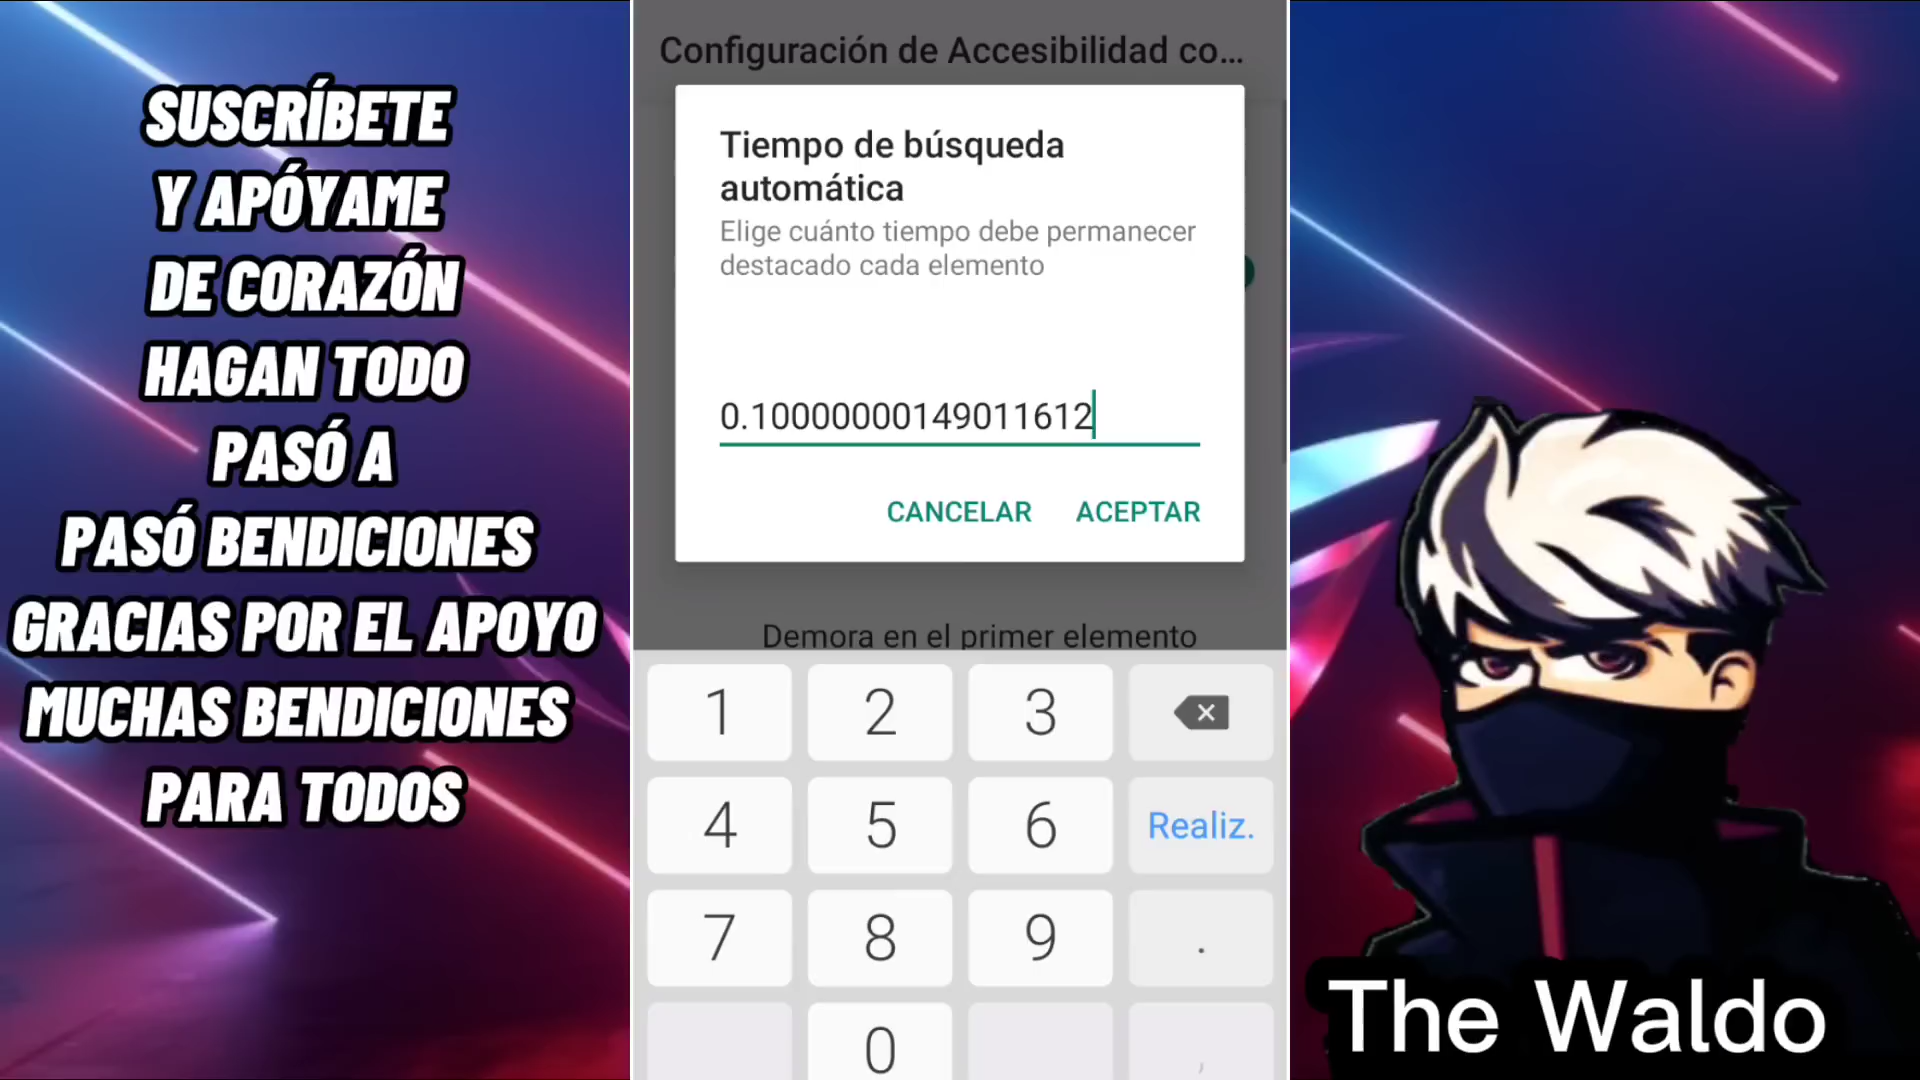 SUSCRÍBETE
Y APÓYAME
DE CORAZÓN
HAGAN TODO
PASÓ A
PASÓ BENDICIONES
GRACIAS POR EL APOYO
MUCHAS BENDICIONES
PARA TODOS
Configuración de Accesibilidad co...
Tiempo de búsqueda
automática
Elige cuánto tiempo debe permanecer
destacado cada elemento
0.10000000149011612
CANCELAR ACEPTAR
Demora en el primer elemento
1 2 3
4 5 6 Realiz.
7 8 9 .
0 ,
The Waldo